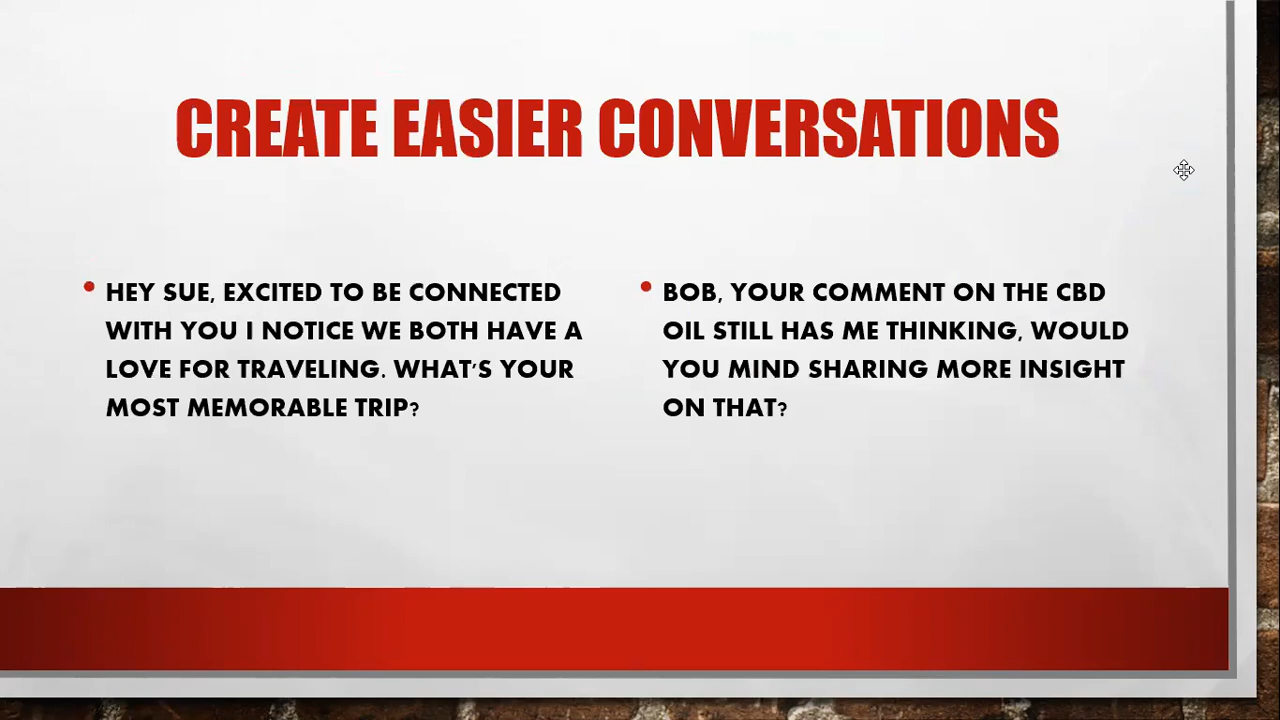 CREATE EASIER CONVERSATIONS
• HEY SUE, EXCITED TO BE CONNECTED
WITH YOU I NOTICE WE BOTH HAVE A
LOVE FOR TRAVELING. WHAT'S YOUR
MOST MEMORABLE TRIP?
• BOB, YOUR COMMENT ON THE CBD
OIL STILL HAS ME THINKING, WOULD
YOU MIND SHARING MORE INSIGHT
ON THAT?